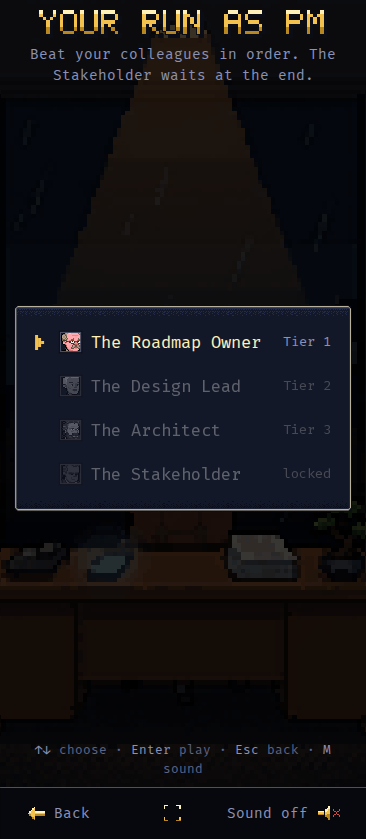 YOUR RUN AS PM
Beat your colleagues in order. The
Stakeholder waits at the end.
The Roadmap Owner Tier 1
The Design Lead Tier 2
The Architect Tier 3
The Stakeholder locked
↑↓ choose · Enter play · Esc back · M
sound
Back Sound off